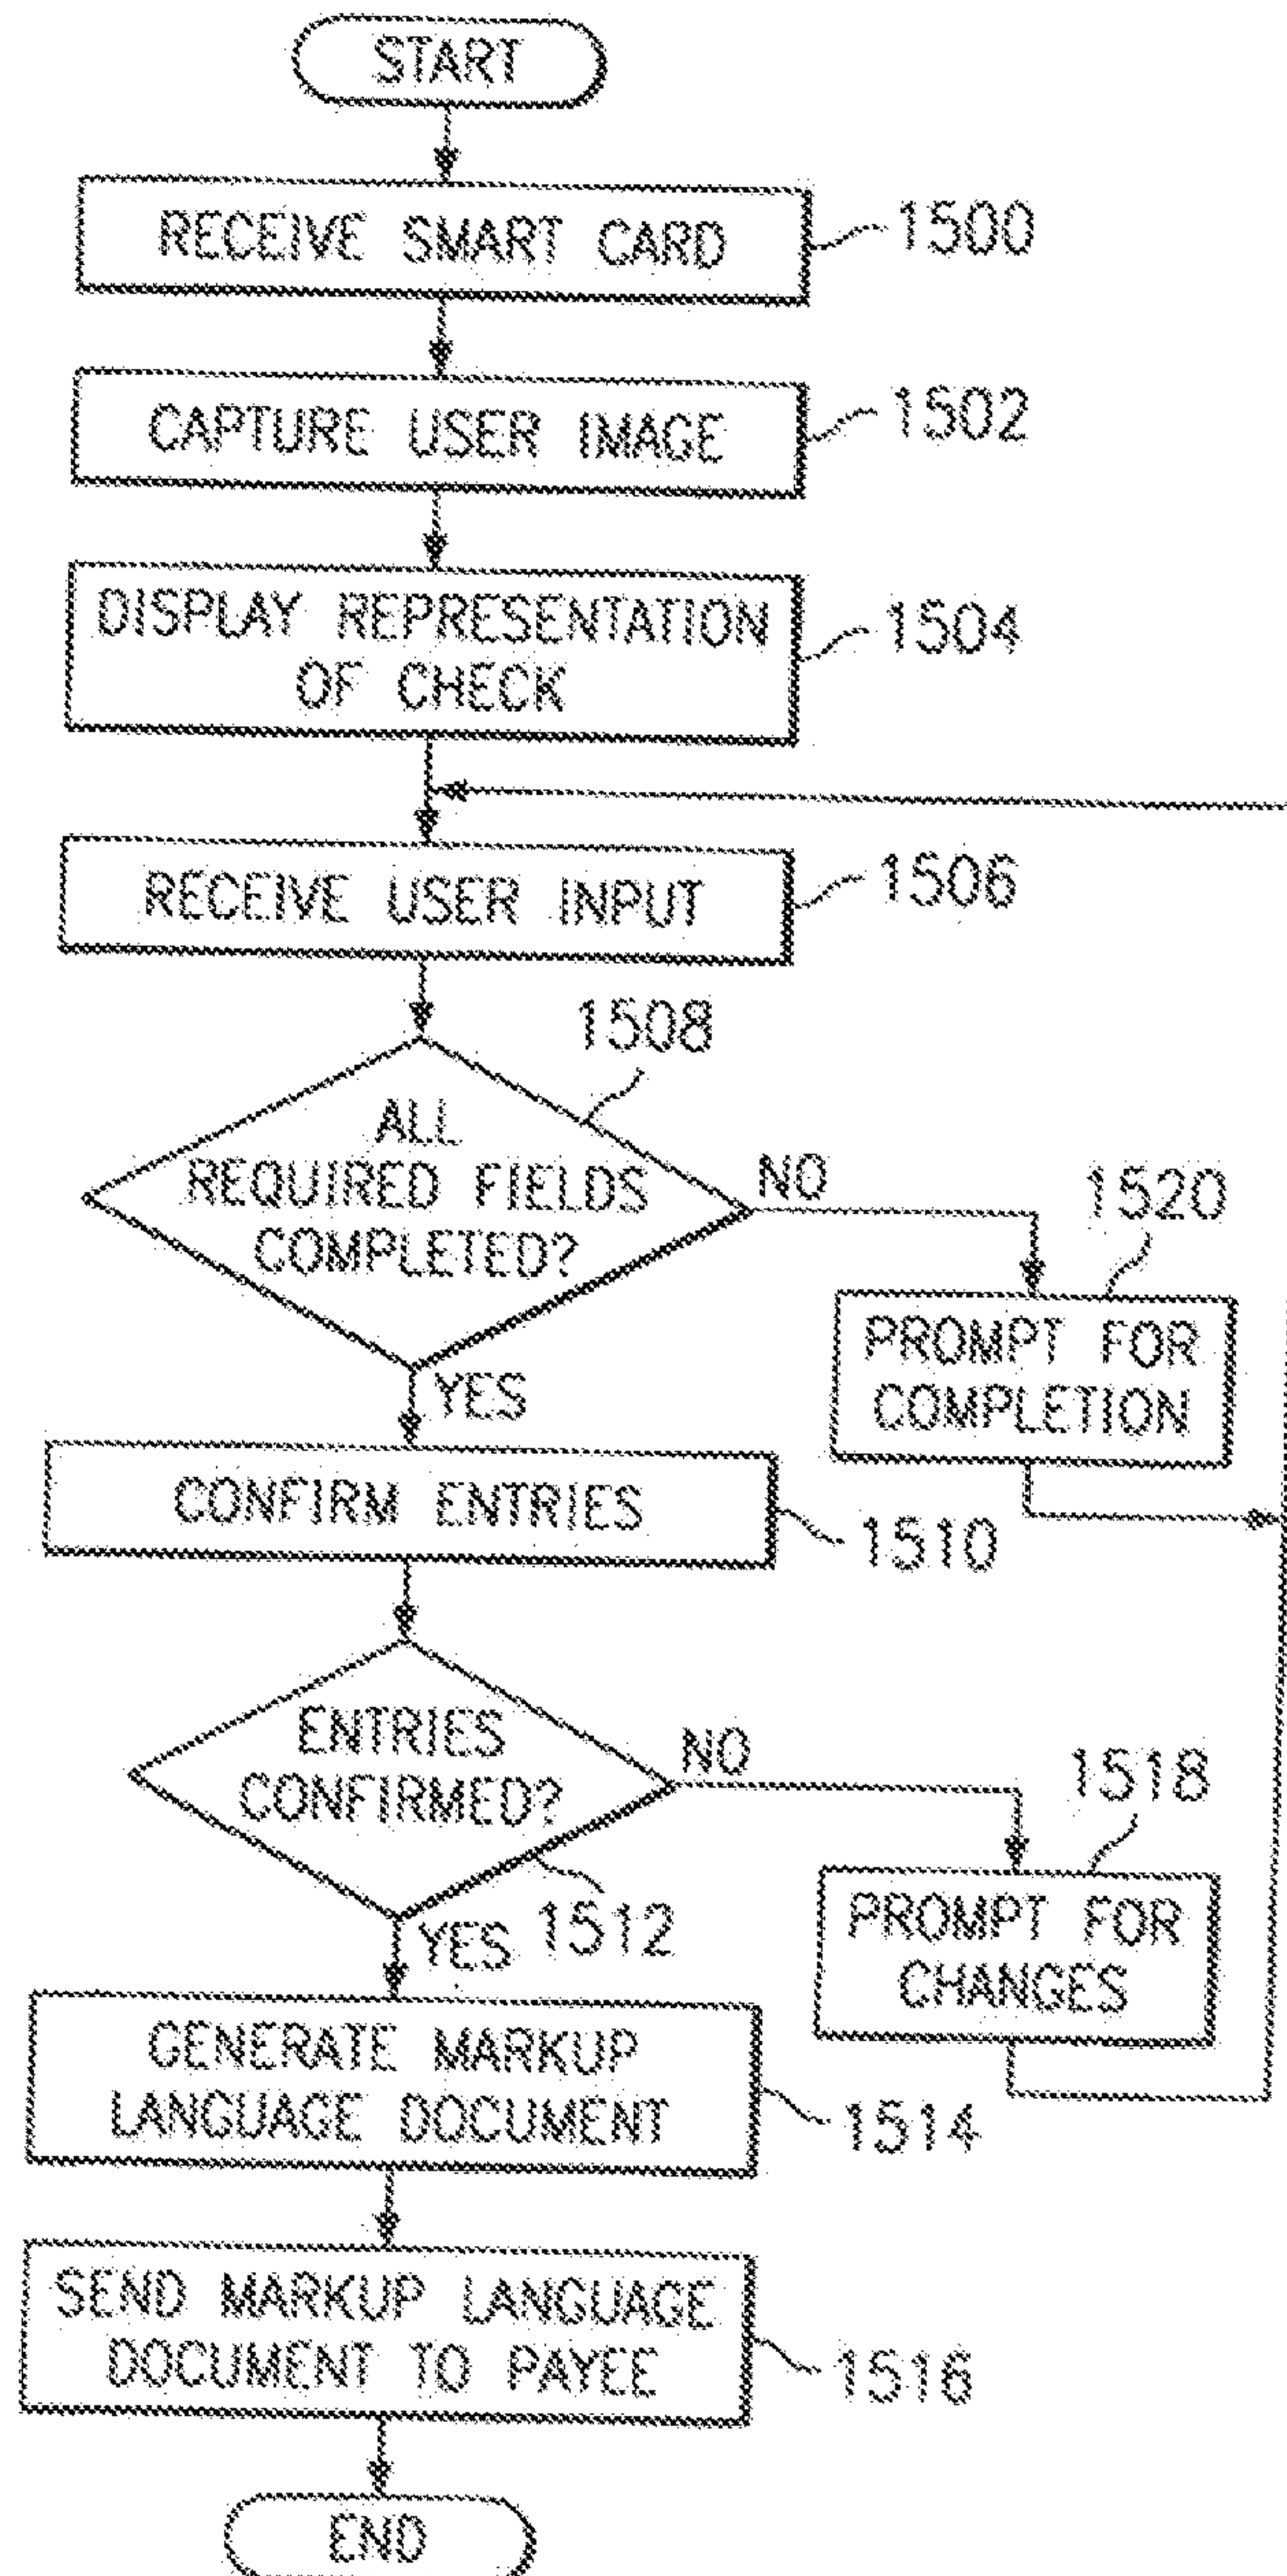 START
RECEIVE SMART CARD
1500
CAPTURE USER IMAGE
1502
DISPLAY REPRESENTATION
OF CHECK
1504
RECEIVE USER INPUT
1506
1508
ALL
REQUIRED FIELDS
COMPLETED?
NO
1520
PROMPT FOR
COMPLETION
YES
CONFIRM ENTRIES
1510
ENTRIES
CONFIRMED?
NO
1518
PROMPT FOR
CHANGES
1512
YES
GENERATE MARKUP
LANGUAGE DOCUMENT
1514
SEND MARKUP LANGUAGE
DOCUMENT TO PAYEE
1516
END